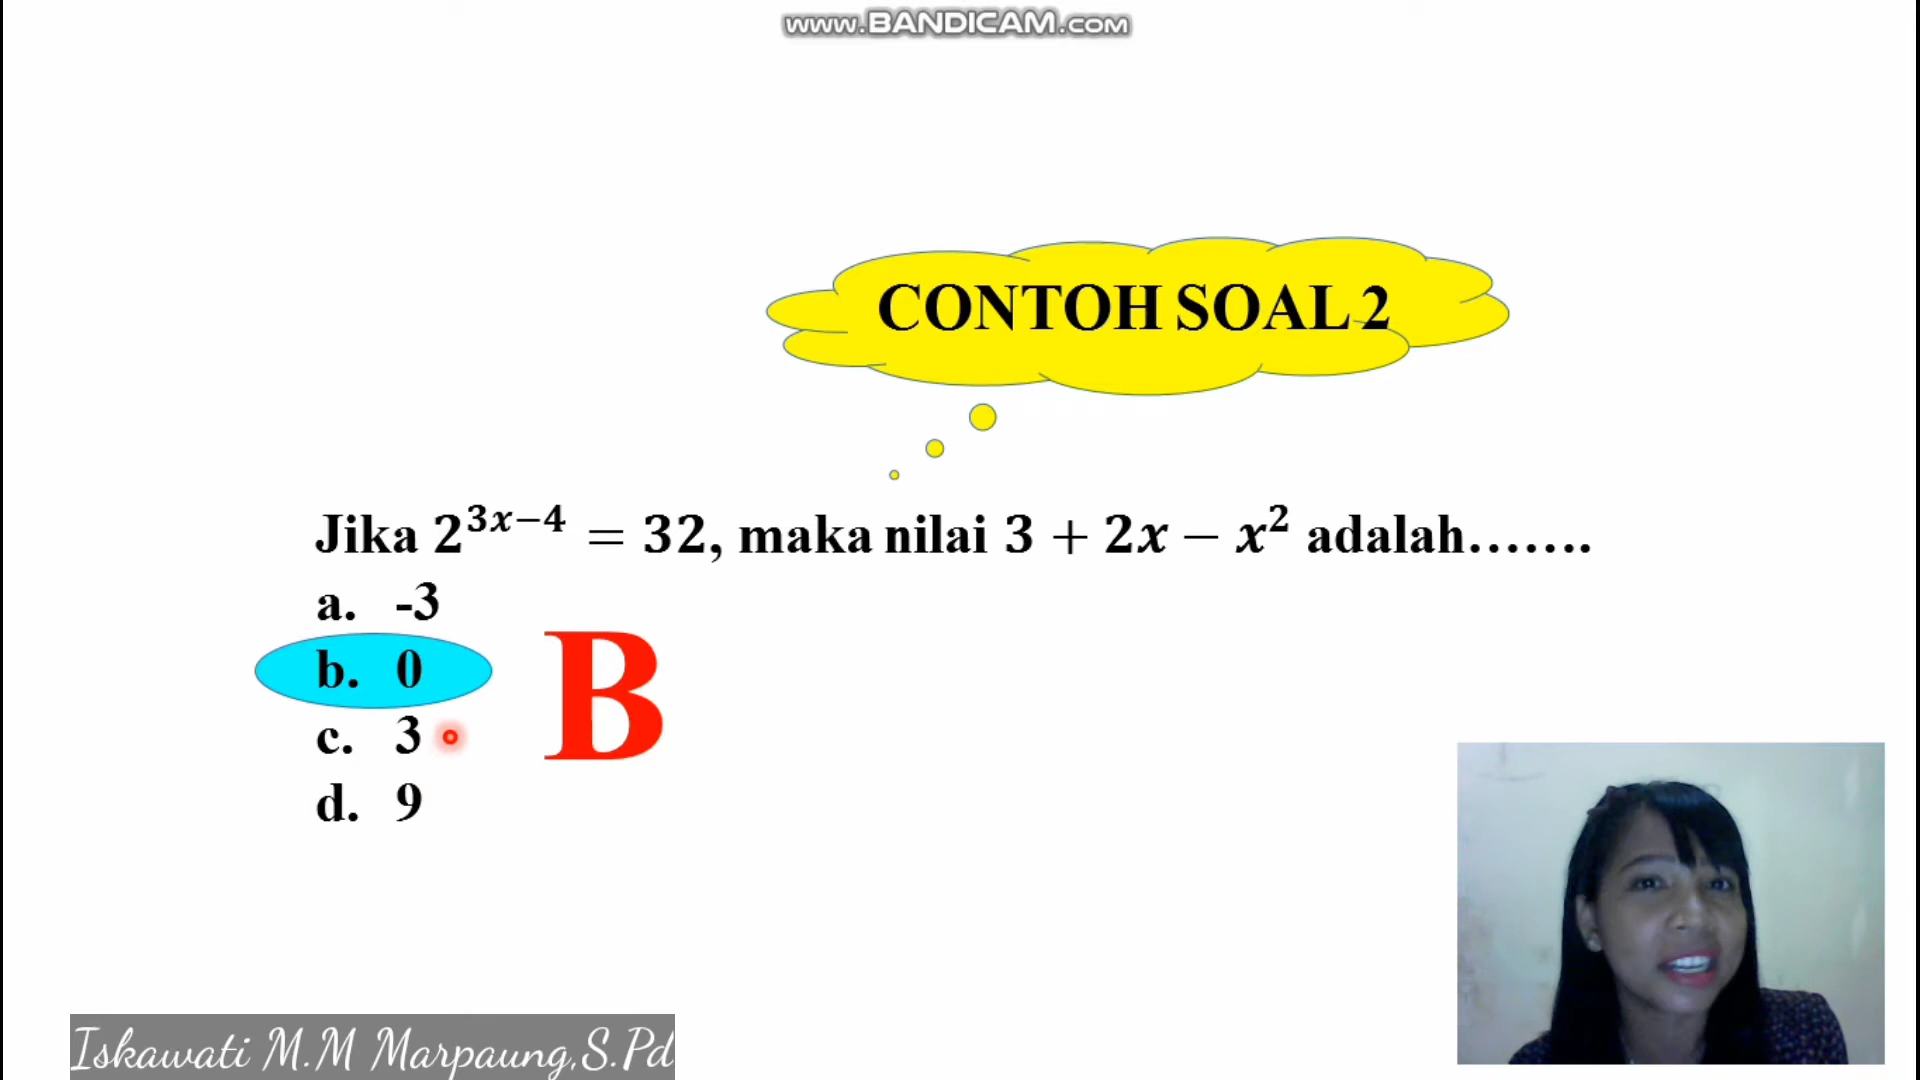 www.BANDICAM.com
CONTOH SOAL 2
Jika 2^{3x-4} = 32, maka nilai 3 + 2x − x² adalah.......
a. -3
b. 0
B
c. 3
d. 9
Iskawati M.M Marpaung,S.Pd